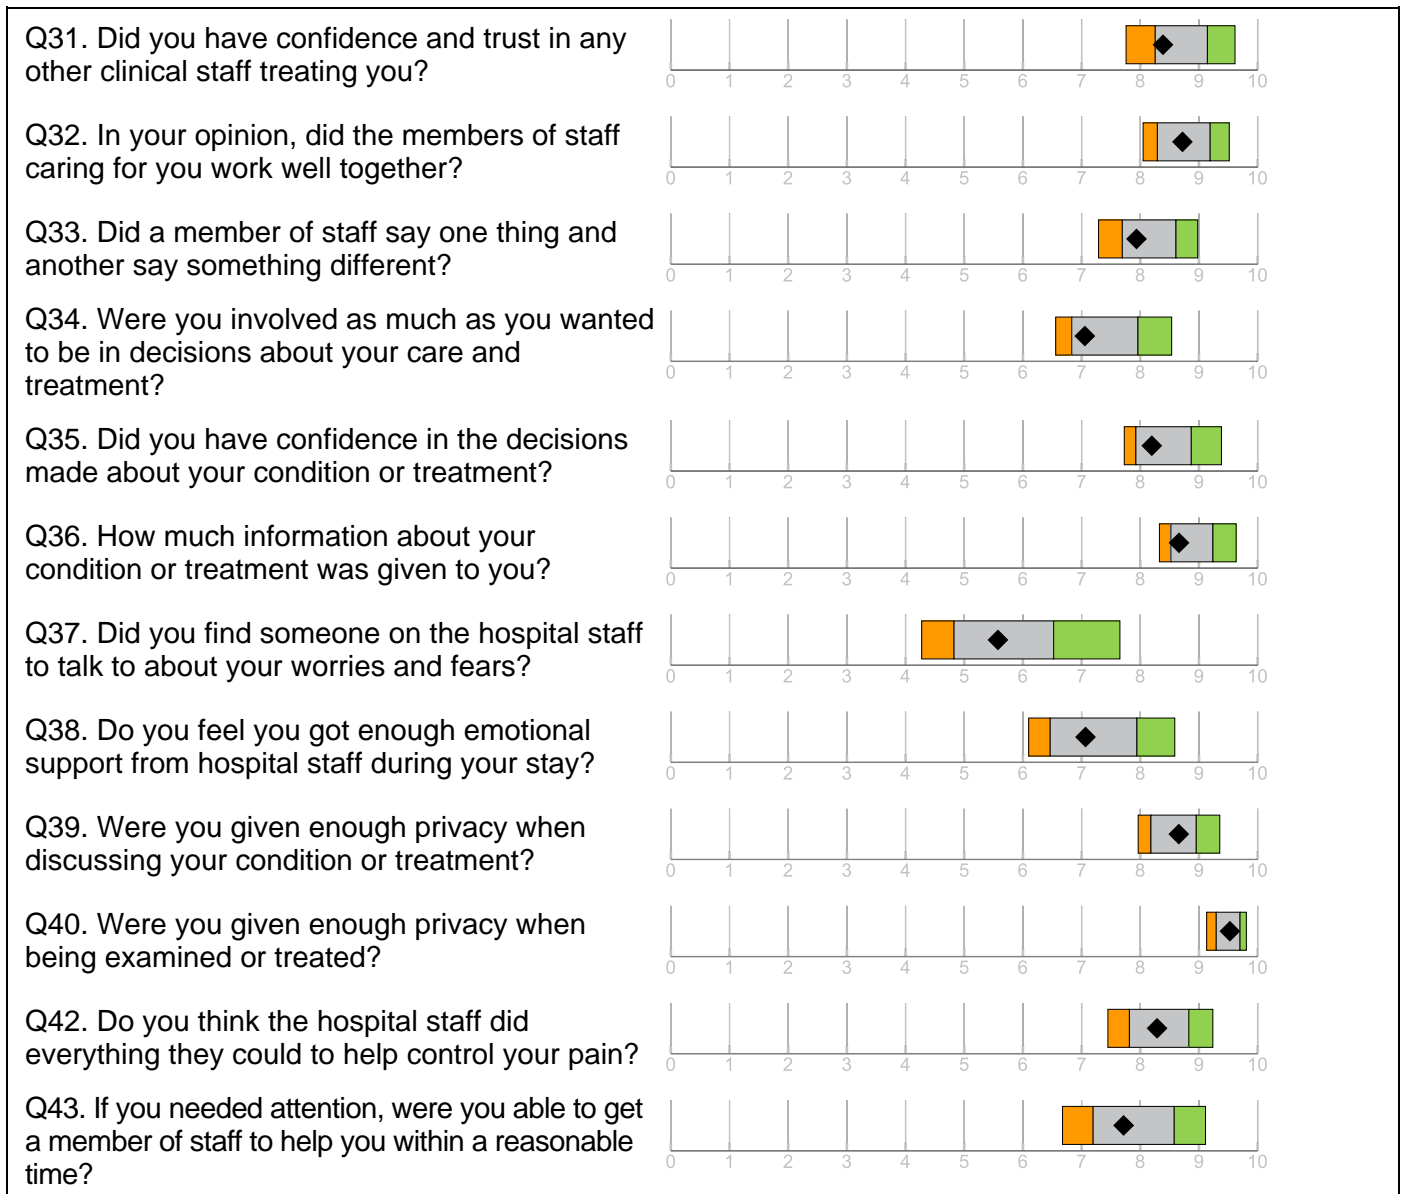 Q31. Did you have confidence and trust in any
other clinical staff treating you?
0 1 2 3 4 5 6 7 8 9 10
Q32. In your opinion, did the members of staff
caring for you work well together?
0 1 2 3 4 5 6 7 8 9 10
Q33. Did a member of staff say one thing and
another say something different?
0 1 2 3 4 5 6 7 8 9 10
Q34. Were you involved as much as you wanted
to be in decisions about your care and
treatment?
0 1 2 3 4 5 6 7 8 9 10
Q35. Did you have confidence in the decisions
made about your condition or treatment?
0 1 2 3 4 5 6 7 8 9 10
Q36. How much information about your
condition or treatment was given to you?
0 1 2 3 4 5 6 7 8 9 10
Q37. Did you find someone on the hospital staff
to talk to about your worries and fears?
0 1 2 3 4 5 6 7 8 9 10
Q38. Do you feel you got enough emotional
support from hospital staff during your stay?
0 1 2 3 4 5 6 7 8 9 10
Q39. Were you given enough privacy when
discussing your condition or treatment?
0 1 2 3 4 5 6 7 8 9 10
Q40. Were you given enough privacy when
being examined or treated?
0 1 2 3 4 5 6 7 8 9 10
Q42. Do you think the hospital staff did
everything they could to help control your pain?
0 1 2 3 4 5 6 7 8 9 10
Q43. If you needed attention, were you able to get
a member of staff to help you within a reasonable
time?
0 1 2 3 4 5 6 7 8 9 10